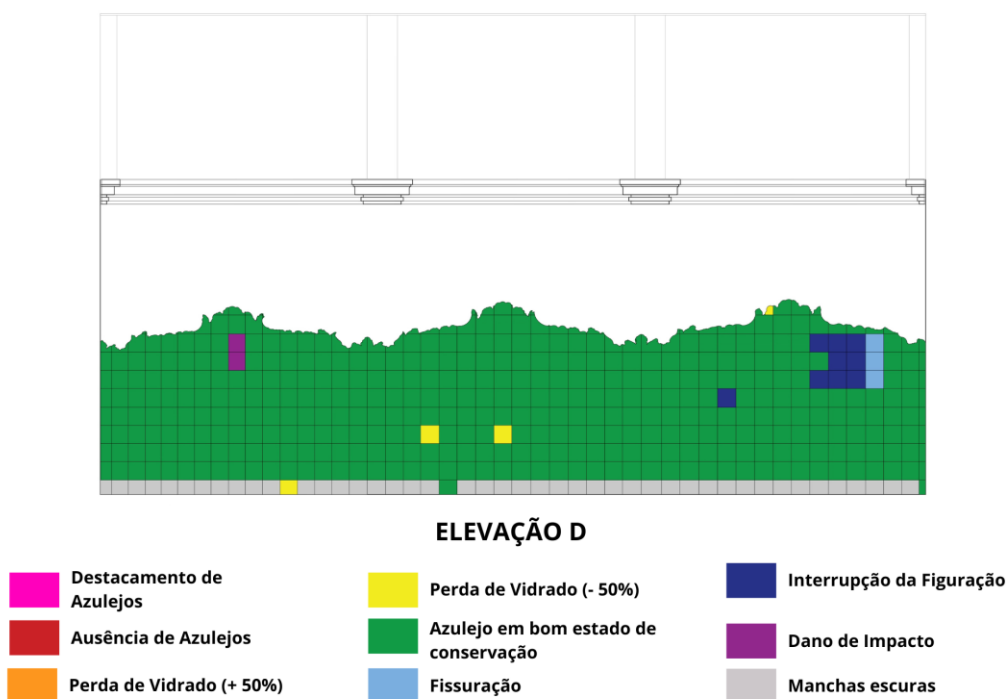 ELEVAÇÃO D
Destacamento de
Azulejos
Ausência de Azulejos
Perda de Vidrado (+ 50%)
Perda de Vidrado (- 50%)
Azulejo em bom estado de
conservação
Fissuração
Interrupção da Figuração
Dano de Impacto
Manchas escuras